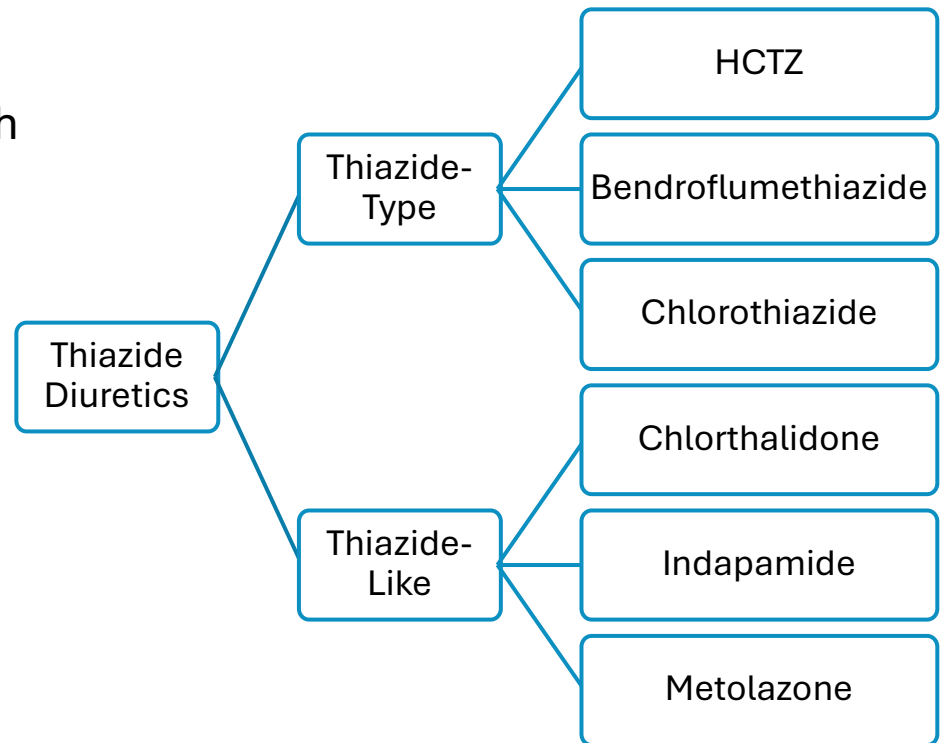 HCTZ
Thiazide-
Type
Bendroflumethiazide
Chlorothiazide
Thiazide
Diuretics
Chlorthalidone
Thiazide-
Like
Indapamide
Metolazone